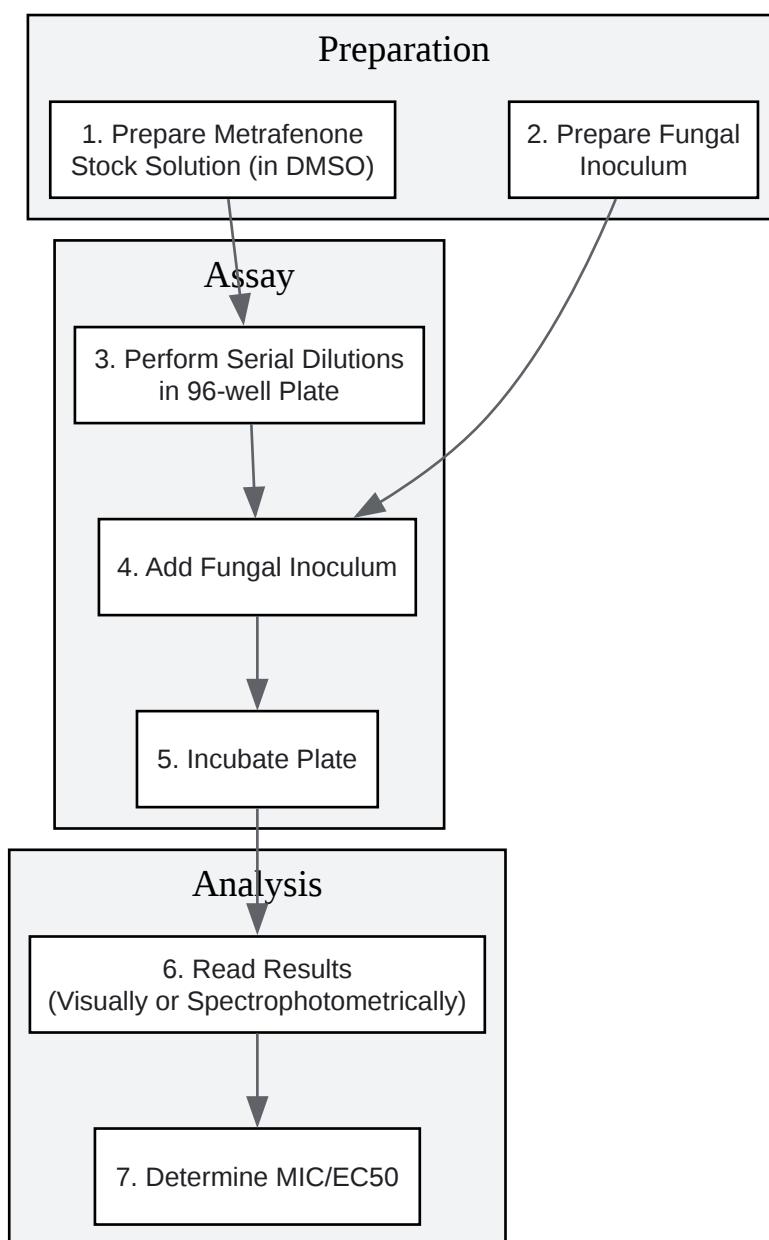 Preparation
1. Prepare Metrafenone
Stock Solution (in DMSO)
2. Prepare Fungal
Inoculum
Assay
3. Perform Serial Dilutions
in 96-well Plate
4. Add Fungal Inoculum
5. Incubate Plate
Analysis
6. Read Results
(Visually or Spectrophotometrically)
7. Determine MIC/EC50